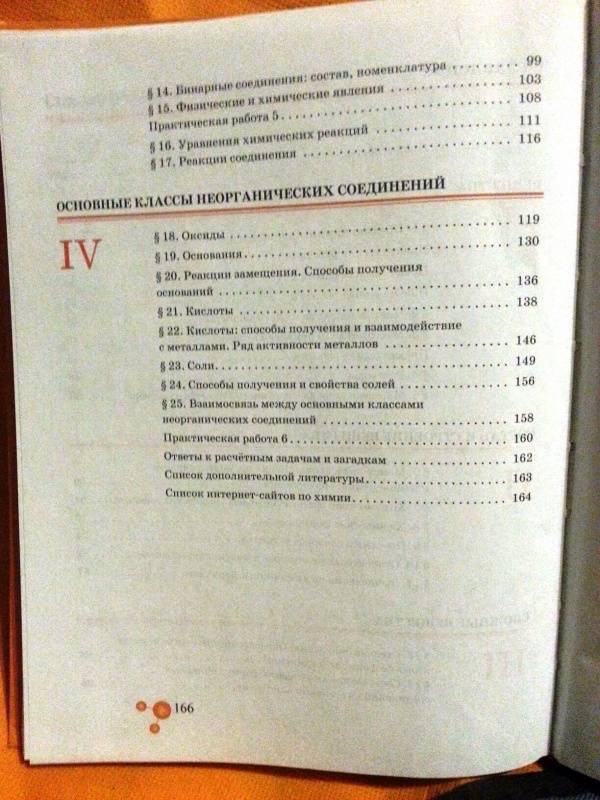 § 14. Бинарные соединения: состав, номенклатура ......... 99
§ 15. Физические и химические явления .................. 103
Практическая работа 5.................................. 108
§ 16. Уравнения химических реакций ..................... 111
§ 17. Реакции соединения ............................... 116
ОСНОВНЫЕ КЛАССЫ НЕОРГАНИЧЕСКИХ СОЕДИНЕНИЙ
IV
§ 18. Оксиды ........................................... 119
§ 19. Основания......................................... 130
§ 20. Реакции замещения. Способы получения
оснований ............................................. 136
§ 21. Кислоты .......................................... 138
§ 22. Кислоты: способы получения и взаимодействие
с металлами. Ряд активности металлов .................. 146
§ 23. Соли.............................................. 149
§ 24. Способы получения и свойства солей ............... 156
§ 25. Взаимосвязь между основными классами
неорганических соединений ............................. 158
Практическая работа 6.................................. 160
Ответы к расчётным задачам и загадкам ................. 162
Список дополнительной литературы....................... 163
Список интернет-сайтов по химии........................ 164
166